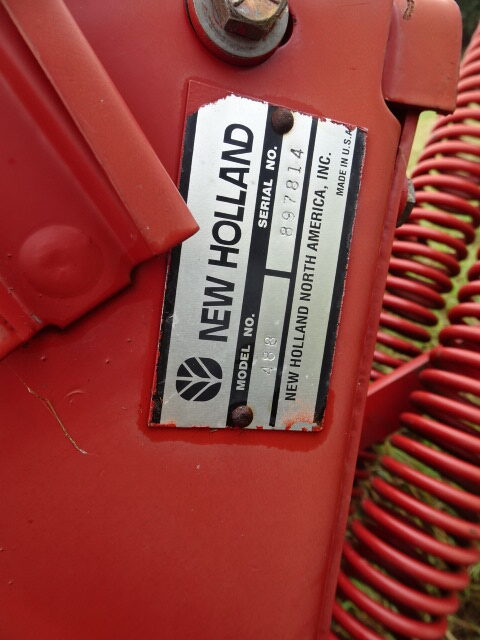 NEW HOLLAND
MODEL NO. SERIAL NO.
488 897814
NEW HOLLAND NORTH AMERICA, INC.
MADE IN U.S.A.